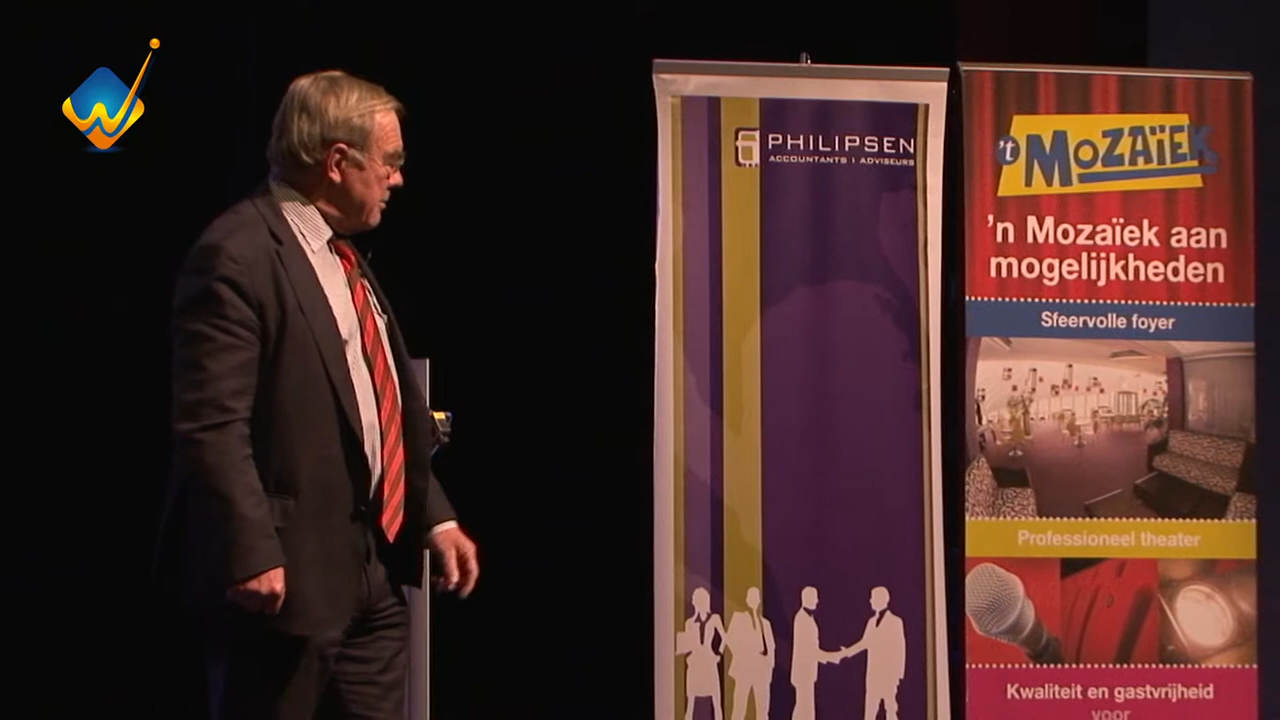 W
PHILIPSEN
ACCOUNTANTS | ADVISEURS
't MOZAÏEK
'n Mozaïek aan
mogelijkheden
Sfeervolle foyer
Professioneel theater
Kwaliteit en gastvrijheid
voor